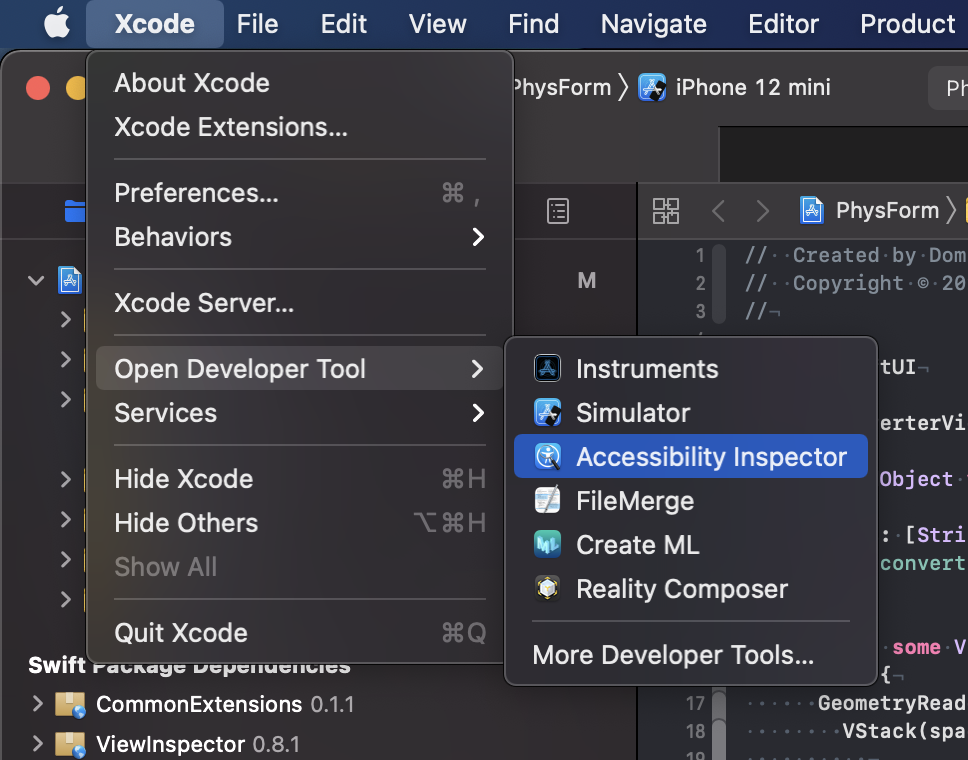 Xcode File Edit View Find Navigate Editor Product
PhysForm iPhone 12 mini
About Xcode
Xcode Extensions...
Preferences... ⌘ ,
Behaviors
Xcode Server...
Open Developer Tool
Services
Hide Xcode ⌘H
Hide Others ⌥⌘H
Show All
Quit Xcode ⌘Q
Instruments
Simulator
Accessibility Inspector
FileMerge
Create ML
Reality Composer
More Developer Tools...
M
Swift Package Dependencies
CommonExtensions 0.1.1
ViewInspector 0.8.1
PhysForm
1 //··Created·by·Dom
2 //··Copyright·©·20
3 //¬
tUI¬
erterVi
Object
:·[Stri
convert
some V
{¬
17 ······GeometryRead
18 ········VStack(spa
19